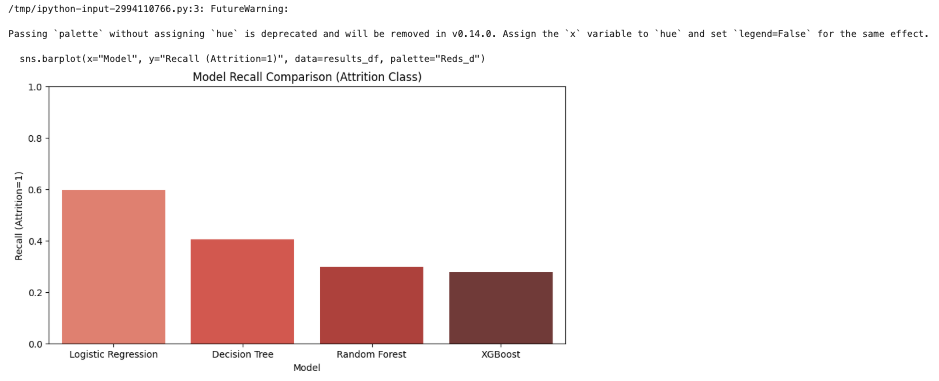 /tmp/ipython-input-2994110766.py:3: FutureWarning:
Passing `palette` without assigning `hue` is deprecated and will be removed in v0.14.0. Assign the `x` variable to `hue` and set `legend=False` for the same effect.
sns.barplot(x="Model", y="Recall (Attrition=1)", data=results_df, palette="Reds_d")
Model Recall Comparison (Attrition Class)
1.0
0.8
0.6
0.4
0.2
0.0
Recall (Attrition=1)
Logistic Regression Decision Tree Random Forest XGBoost
Model